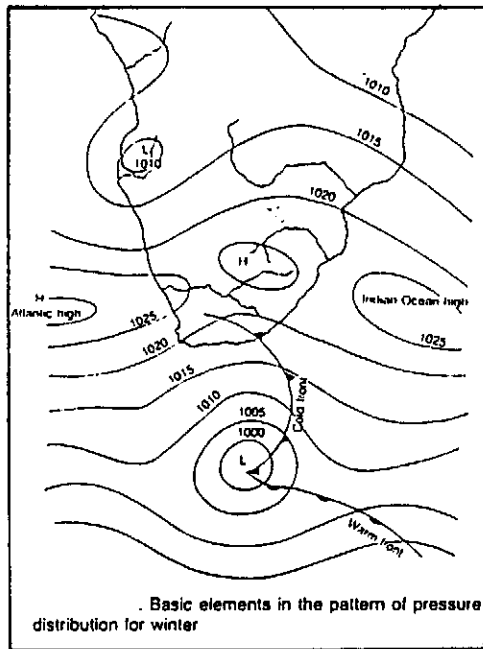 1010
1015
L
1010
1020
H
H
Atlantic high
Indian Ocean high
1025
1025
1020
1015
1010
1005
1000
Cold front
L
Warm front
. Basic elements in the pattern of pressure
distribution for winter